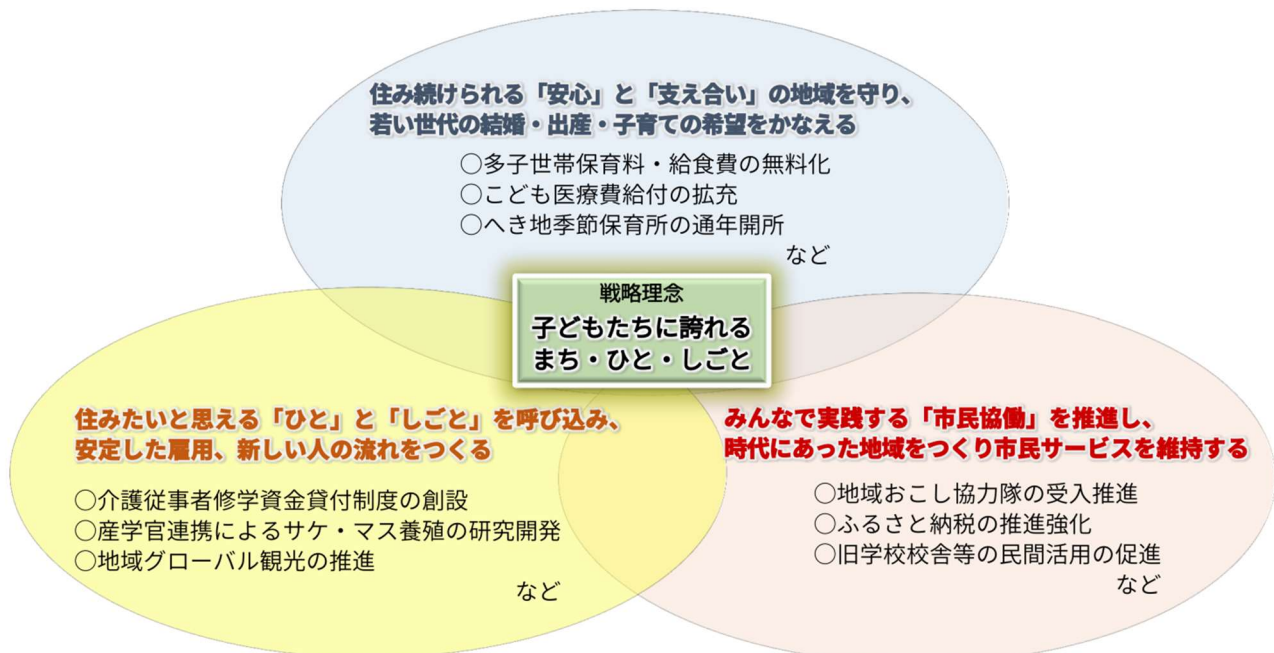 住み続けられる「安心」と「支え合い」の地域を守り、
若い世代の結婚・出産・子育ての希望をかなえる
○多子世帯保育料・給食費の無料化
○こども医療費給付の拡充
○へき地季節保育所の通年開所
など
戦略理念
子どもたちに誇れる
まち・ひと・しごと
住みたいと思える「ひと」と「しごと」を呼び込み、
安定した雇用、新しい人の流れをつくる
○介護従事者修学資金貸付制度の創設
○産学官連携によるサケ・マス養殖の研究開発
○地域グローバル観光の推進
など
みんなで実践する「市民協働」を推進し、
時代にあった地域をつくり市民サービスを維持する
○地域おこし協力隊の受入推進
○ふるさと納税の推進強化
○旧学校校舎等の民間活用の促進
など